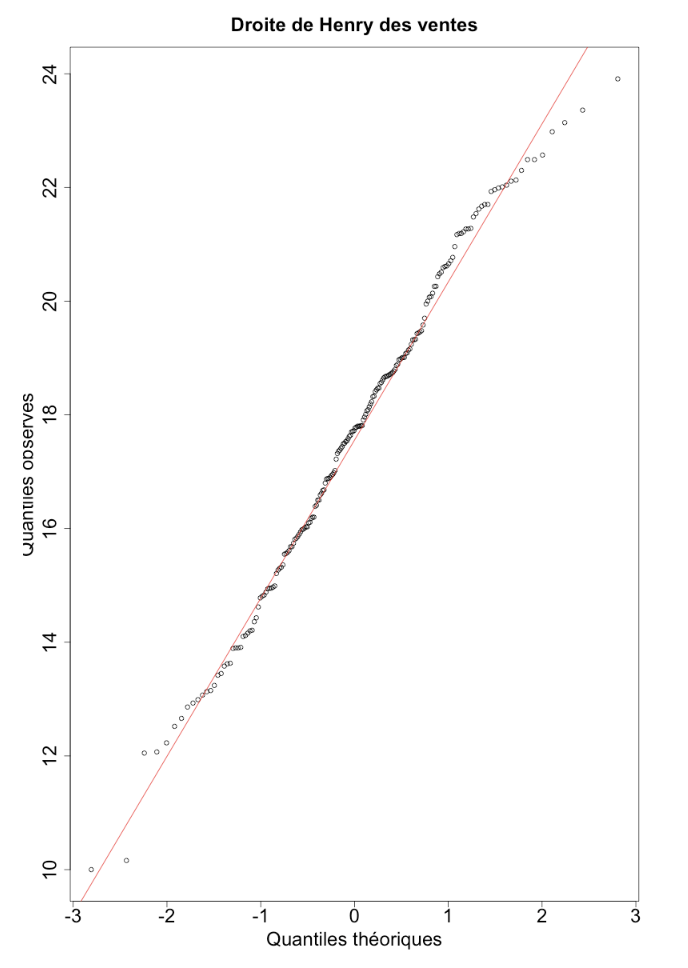 Droite de Henry des ventes
24
22
20
18
16
14
12
10
Quantiles observés
-3 -2 -1 0 1 2 3
Quantiles théoriques